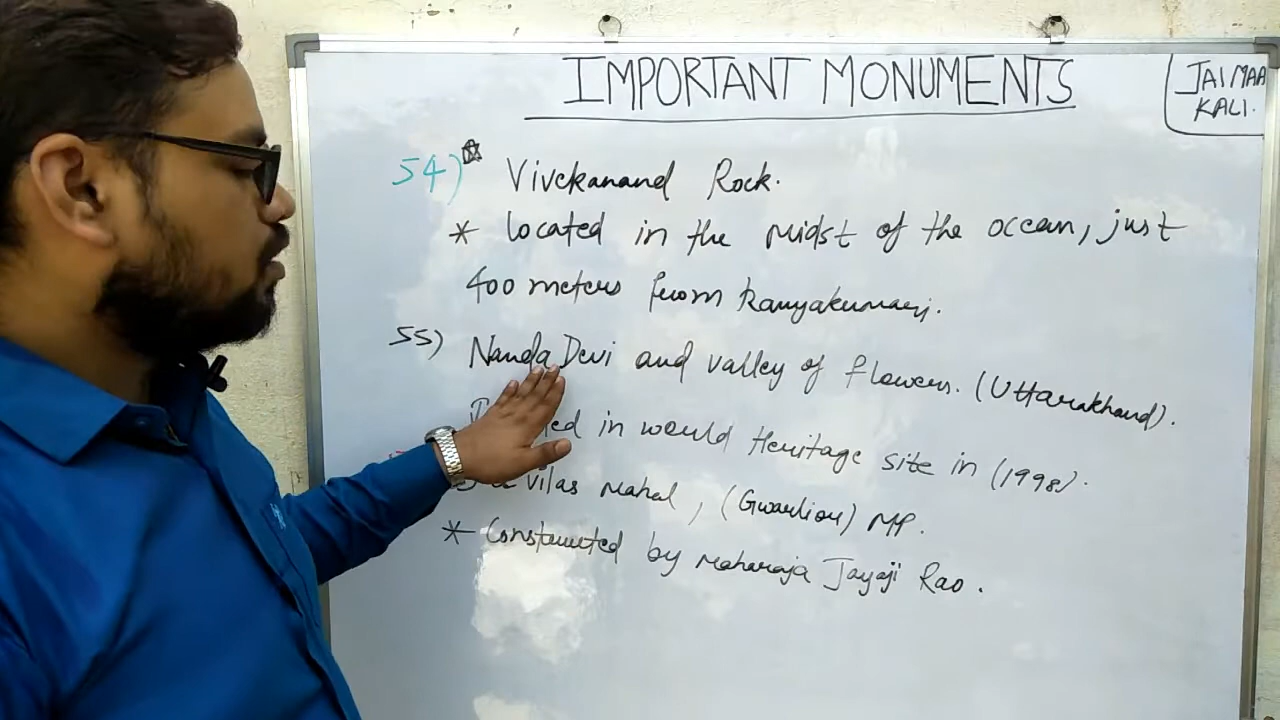 IMPORTANT MONUMENTS
JAI MAA
KALI.
54) Vivekanand Rock.
* located in the midst of the ocean, just
400 meters from kanyakumari.
55) Nanda Devi and valley of flowers. (Uttarakhand).
in would Heritage site in (1998).
vilas Mahal, (Gwarlior) MP.
* Constructed by Maharaja Jayaji Rao.